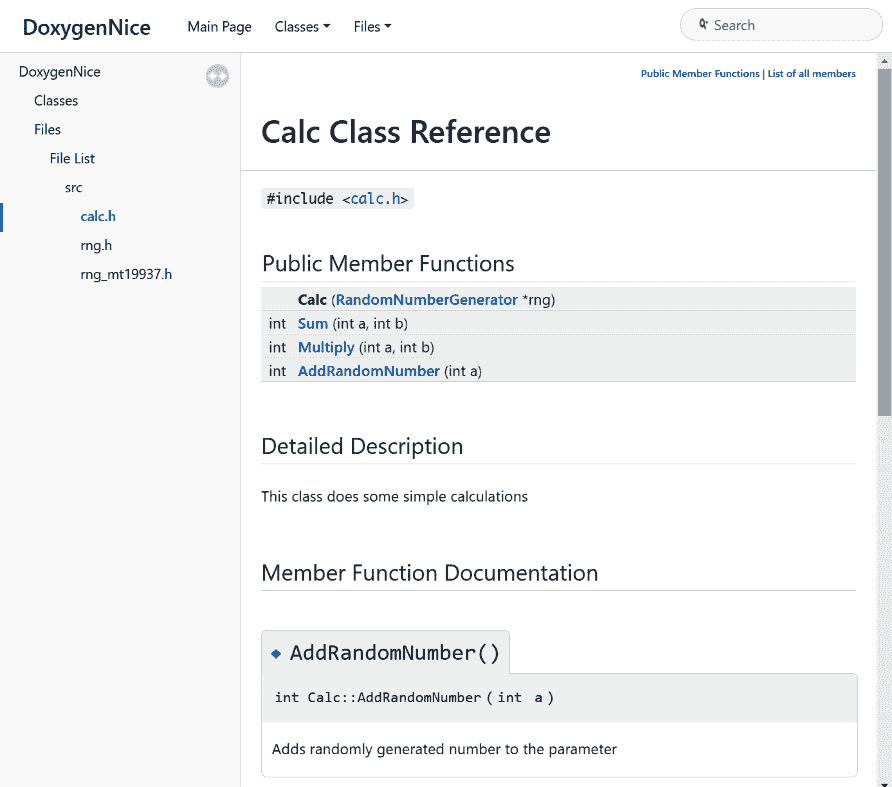 DoxygenNice Main Page Classes Files Search
DoxygenNice
Classes
Files
File List
src
calc.h
rng.h
rng_mt19937.h
Public Member Functions | List of all members
Calc Class Reference
#include <calc.h>
Public Member Functions
Calc (RandomNumberGenerator *rng)
int Sum (int a, int b)
int Multiply (int a, int b)
int AddRandomNumber (int a)
Detailed Description
This class does some simple calculations
Member Function Documentation
◆ AddRandomNumber()
int Calc::AddRandomNumber ( int a )
Adds randomly generated number to the parameter